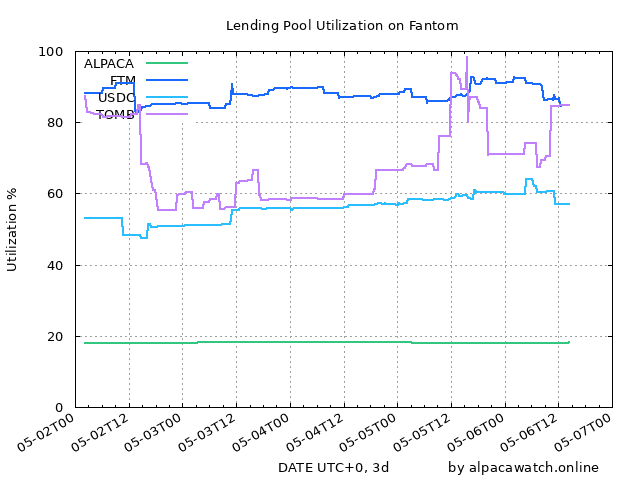 Lending Pool Utilization on Fantom
100
80
60
40
20
0
Utilization %
ALPACA
FTM
USDC
TOMB
05-02T00
05-02T12
05-03T00
05-03T12
05-04T00
05-04T12
05-05T00
05-05T12
05-06T00
05-06T12
05-07T00
DATE UTC+0, 3d
by alpacawatch.online